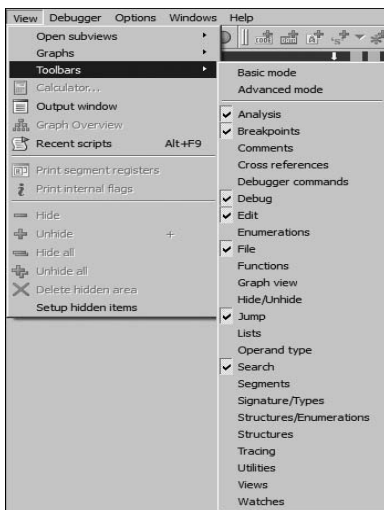 View Debugger Options Windows Help
Open subviews
Graphs
Toolbars
Calculator...
Output window
Graph Overview
Recent scripts Alt+F9
Print segment registers
Print internal flags
Hide
Unhide +
Hide all
Unhide all
Delete hidden area
Setup hidden items
Basic mode
Advanced mode
Analysis
Breakpoints
Comments
Cross references
Debugger commands
Debug
Edit
Enumerations
File
Functions
Graph view
Hide/Unhide
Jump
Lists
Operand type
Search
Segments
Signature/Types
Structures/Enumerations
Structures
Tracing
Utilities
Views
Watches